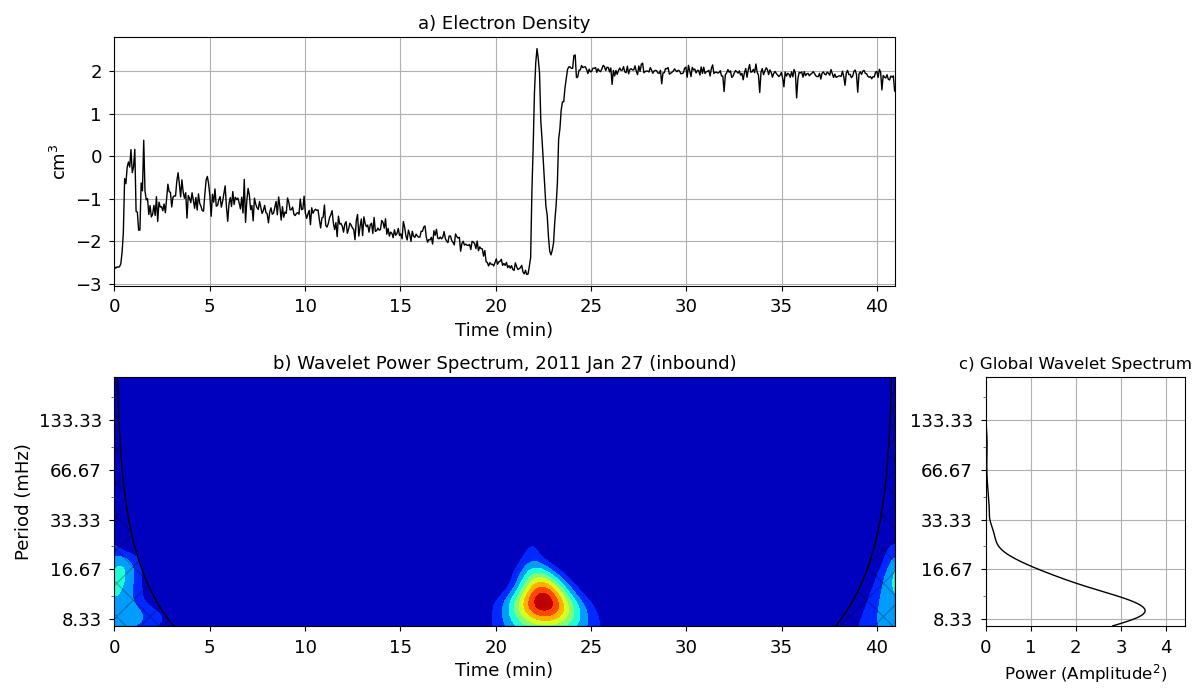 a) Electron Density
cm³
2
1
0
−1
−2
−3
0 5 10 15 20 25 30 35 40
Time (min)
b) Wavelet Power Spectrum, 2011 Jan 27 (inbound)
Period (mHz)
133.33
66.67
33.33
16.67
8.33
0 5 10 15 20 25 30 35 40
Time (min)
c) Global Wavelet Spectrum
133.33
66.67
33.33
16.67
8.33
0 1 2 3 4
Power (Amplitude²)